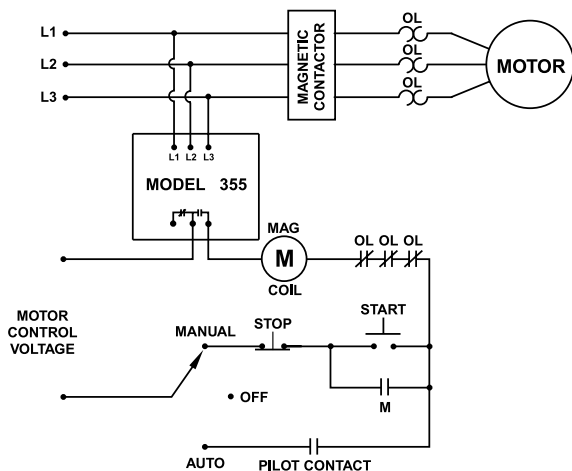 L1
L2
L3
MAGNETIC
CONTACTOR
OL
OL
OL
MOTOR
L1 L2 L3
MODEL 355
MAG
M
COIL
OL OL OL
MOTOR
CONTROL
VOLTAGE
MANUAL
STOP
START
OFF
M
AUTO
PILOT CONTACT